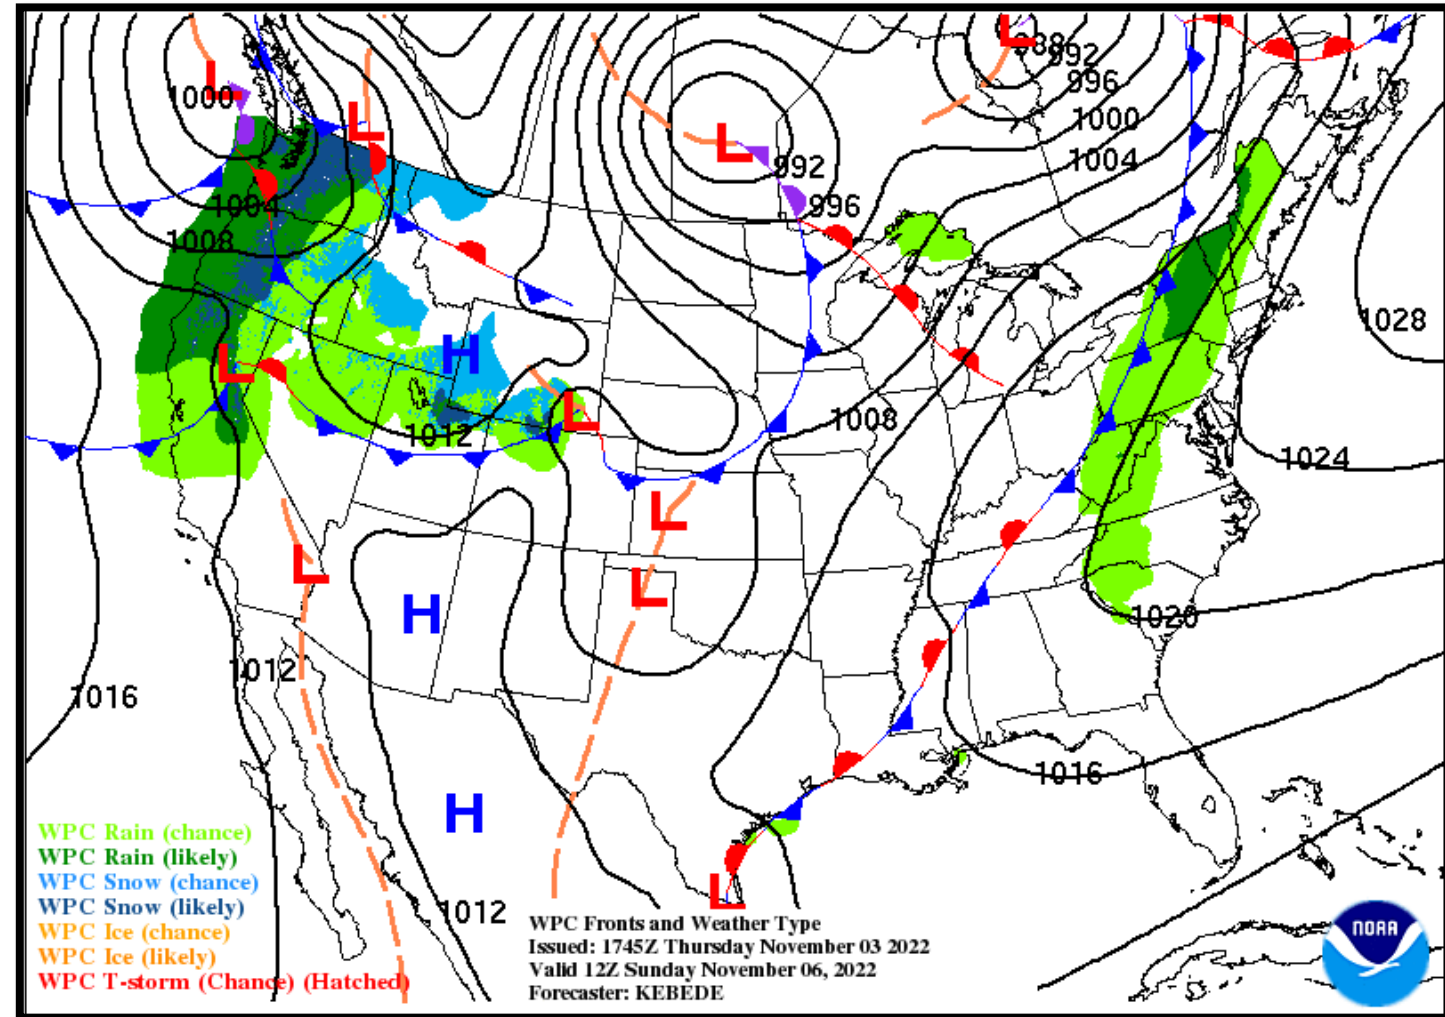 L
988
992
L
1000
L
996
1000
L
992
1004
1004
996
1008
1028
H
L
L
1012
1008
1024
L
L
L
H
1020
1012
1016
1016
H
L
1012
WPC Rain (chance)
WPC Rain (likely)
WPC Snow (chance)
WPC Snow (likely)
WPC Ice (chance)
WPC Ice (likely)
WPC T-storm (Chance) (Hatched)
WPC Fronts and Weather Type
Issued: 1745Z Thursday November 03 2022
Valid 12Z Sunday November 06, 2022
Forecaster: KEBEDE
NOAA